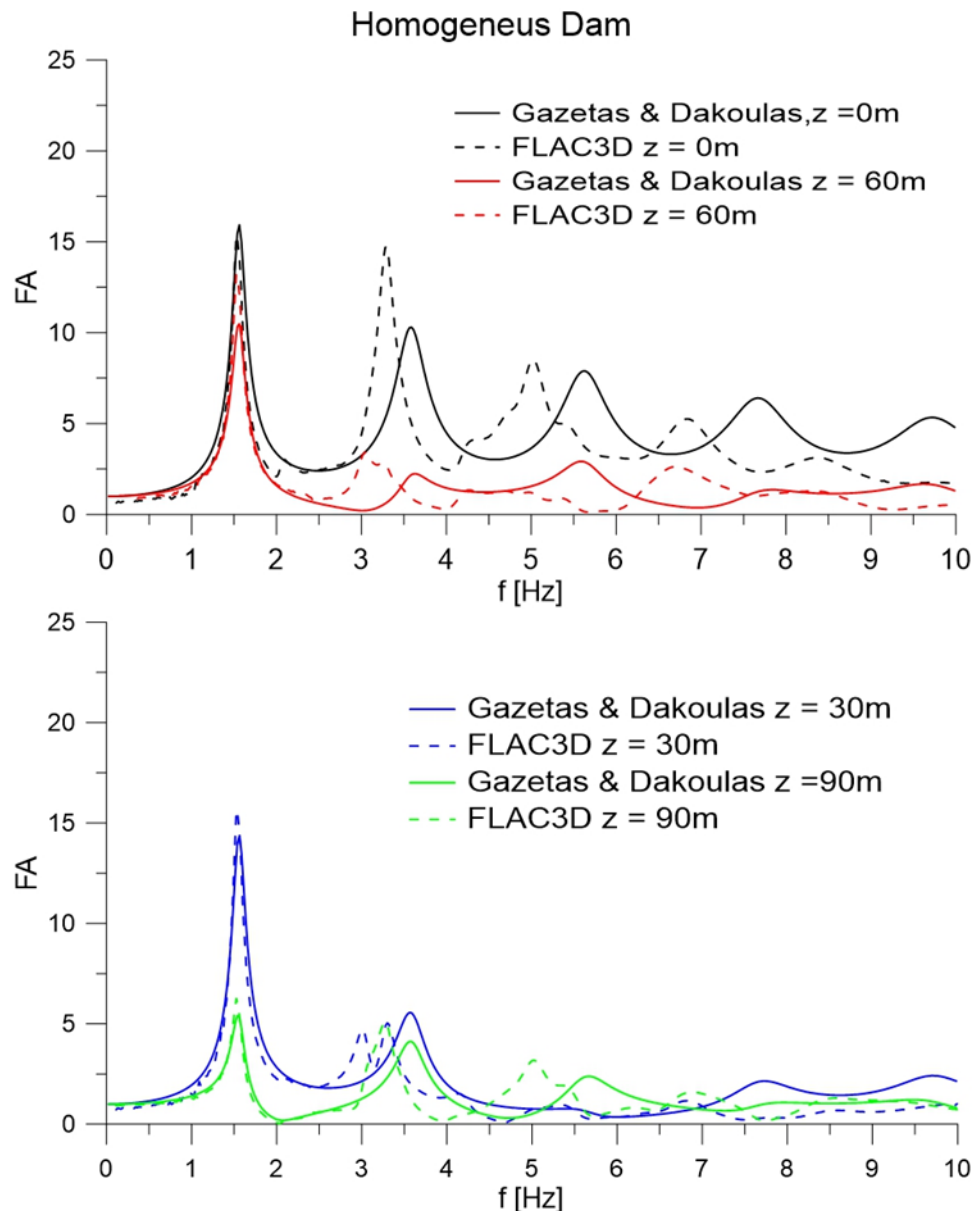 Homogeneus Dam
25
20
15
10
5
0
FA
Gazetas & Dakoulas,z =0m
FLAC3D z = 0m
Gazetas & Dakoulas z = 60m
FLAC3D z = 60m
0 1 2 3 4 5 6 7 8 9 10
f [Hz]
25
20
15
10
5
0
FA
Gazetas & Dakoulas z = 30m
FLAC3D z = 30m
Gazetas & Dakoulas z =90m
FLAC3D z = 90m
0 1 2 3 4 5 6 7 8 9 10
f [Hz]